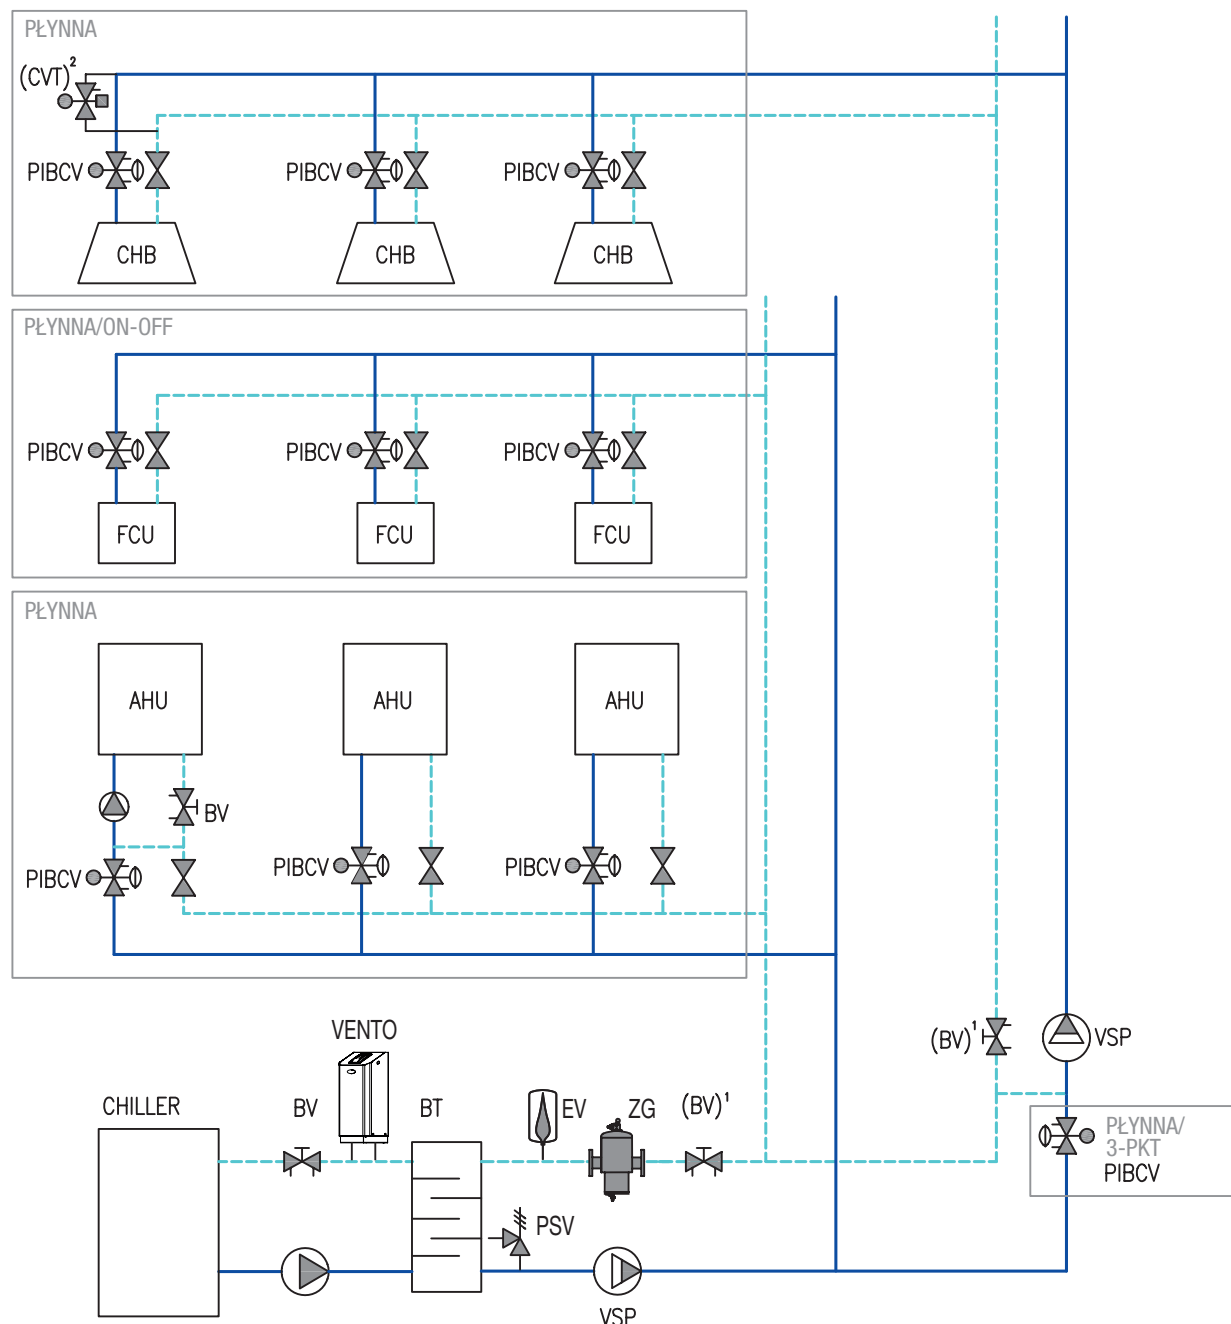 PŁYNNA
(CVT)²
PIBCV PIBCV PIBCV
CHB CHB CHB
PŁYNNA/ON-OFF
PIBCV PIBCV PIBCV
FCU FCU FCU
PŁYNNA
AHU AHU AHU
BV
PIBCV PIBCV PIBCV
VENTO
(BV)¹ VSP
CHILLER BV BT EV ZG (BV)¹
PŁYNNA/
3-PKT
PIBCV
PSV
VSP